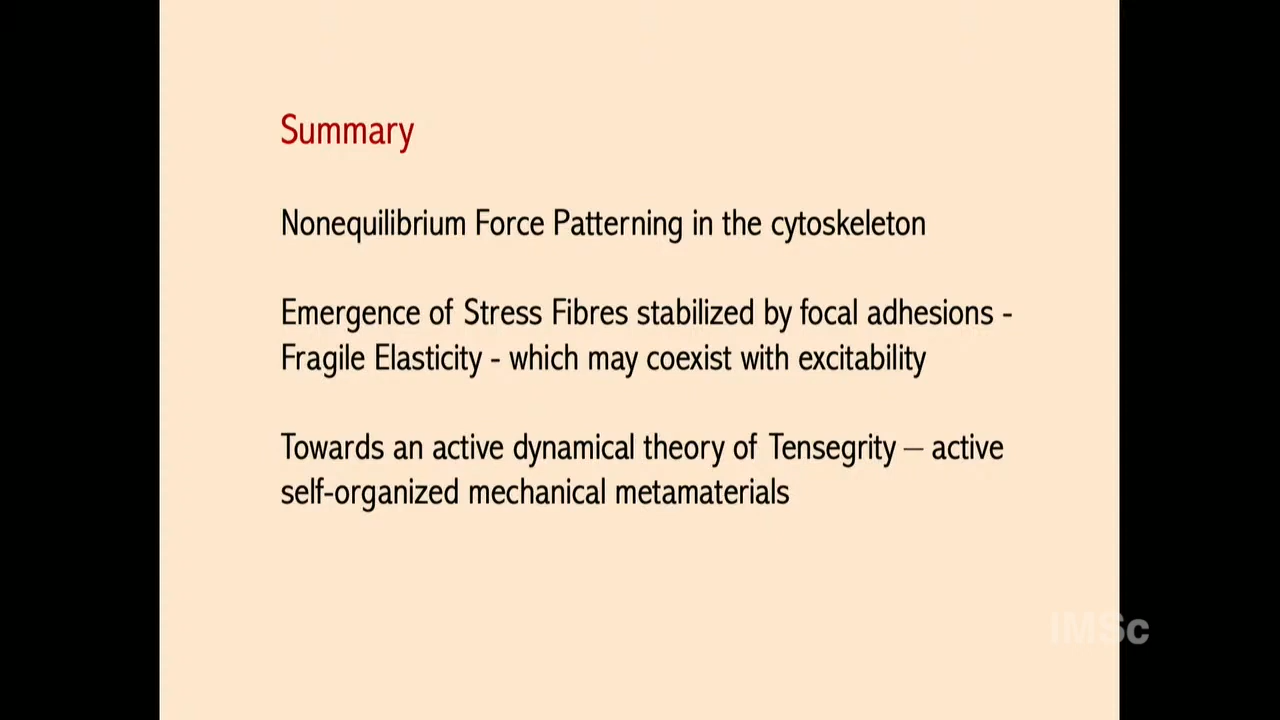 Summary
Nonequilibrium Force Patterning in the cytoskeleton
Emergence of Stress Fibres stabilized by focal adhesions -
Fragile Elasticity - which may coexist with excitability
Towards an active dynamical theory of Tensegrity – active
self-organized mechanical metamaterials
IMSc